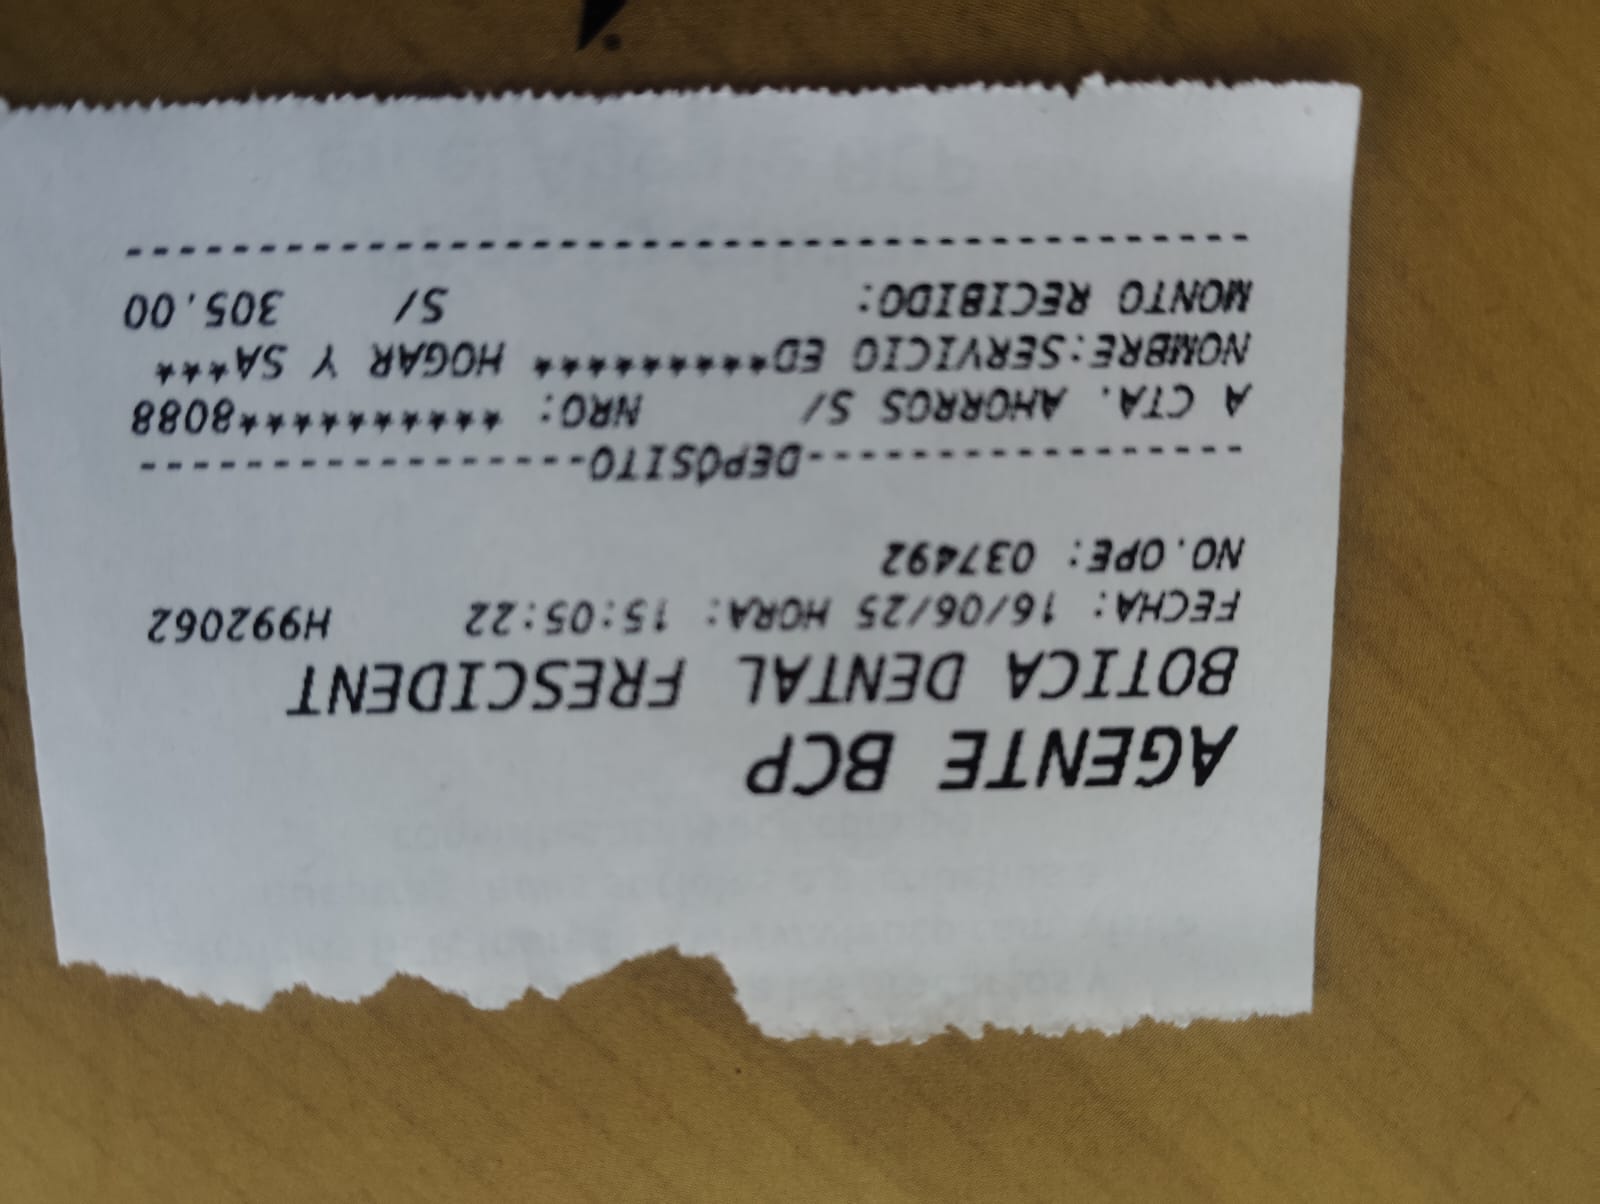 AGENTE BCP
BOTICA DENTAL FRESCIDENT
FECHA: 16/06/25 HORA: 15:05:22 H992062
NO.OPE: 037492
------------------DEPÓSITO------------------
A CTA. AHORROS S/ NRO: **********8088
NOMBRE:SERVICIO ED********* HOGAR Y SA***
MONTO RECIBIDO: S/ 305.00
--------------------------------------------